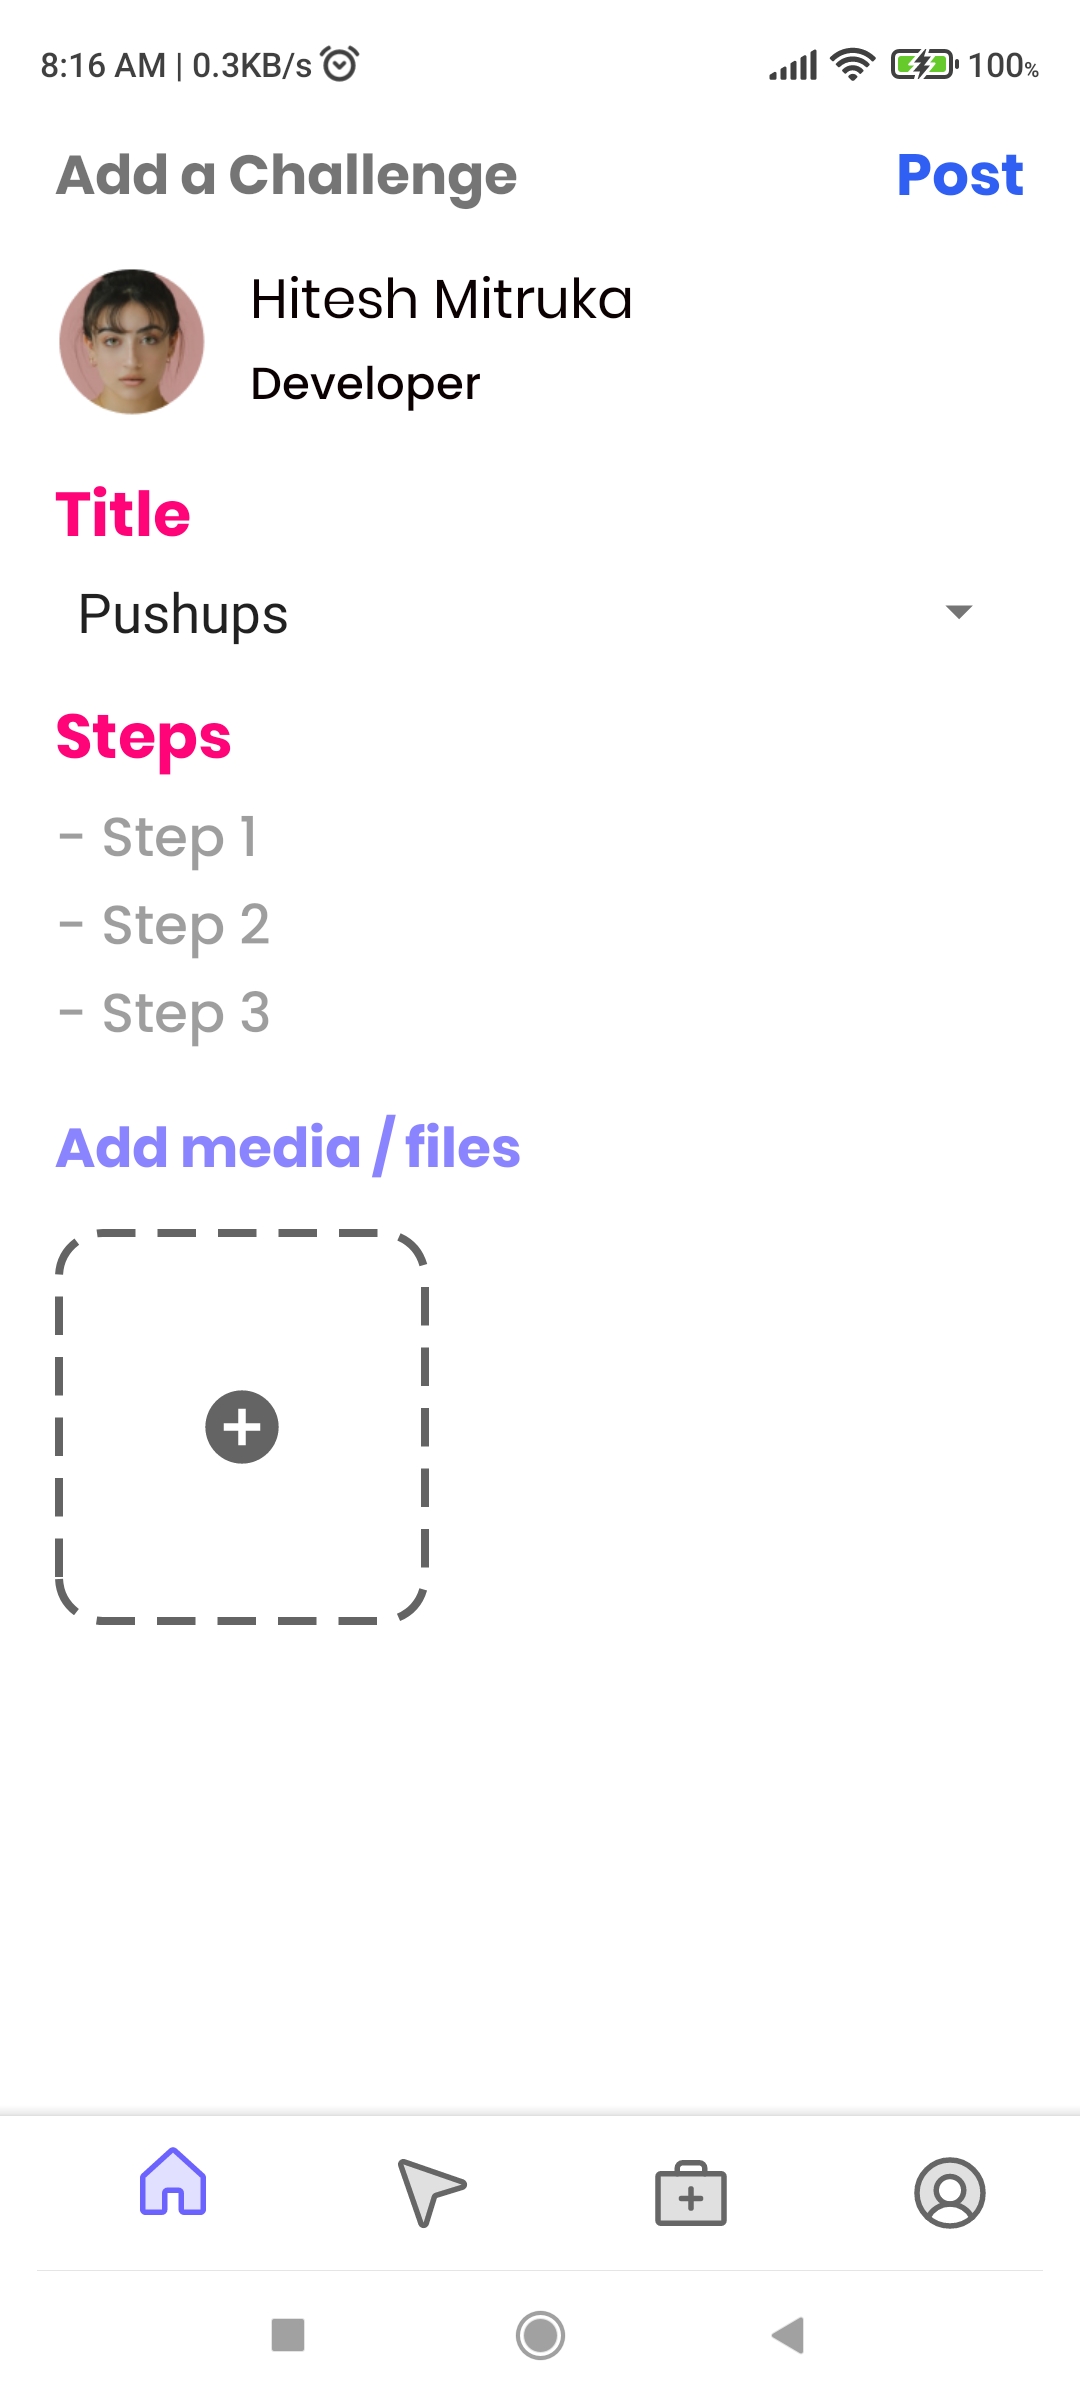 8:16 AM | 0.3KB/s 100%
Add a Challenge Post
Hitesh Mitruka
Developer
Title
Pushups
Steps
- Step 1
- Step 2
- Step 3
Add media / files